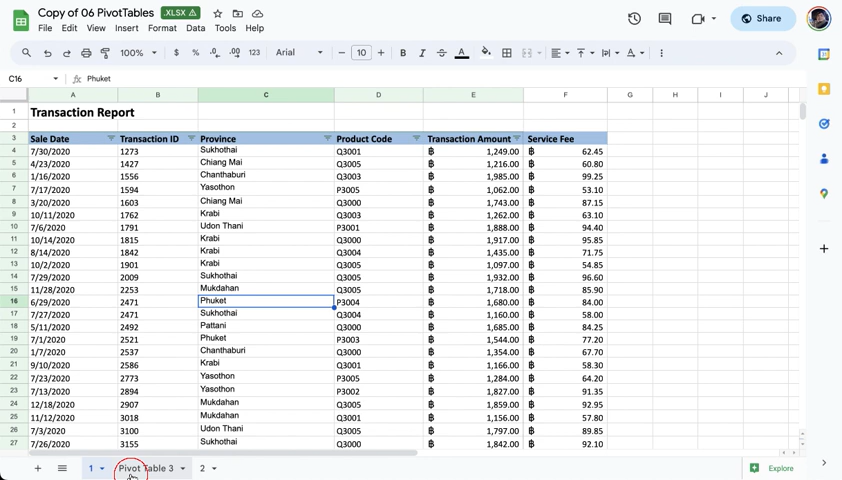 Copy of 06 PivotTables .XLSX
File Edit View Insert Format Data Tools Help
Share
100% $ % .0 .00 123 Arial 10 B I A
C16 fx Phuket
A B C D E F G H I J
1 Transaction Report
2
3 Sale Date Transaction ID Province Product Code Transaction Amount Service Fee
4 7/30/2020 1273 Sukhothai Q3001 ฿ 1,249.00 ฿ 62.45
5 4/23/2020 1427 Chiang Mai Q3005 ฿ 1,216.00 ฿ 60.80
6 1/16/2020 1556 Chanthaburi Q3003 ฿ 1,985.00 ฿ 99.25
7 7/17/2020 1594 Yasothon P3005 ฿ 1,062.00 ฿ 53.10
8 3/20/2020 1603 Chiang Mai Q3000 ฿ 1,743.00 ฿ 87.15
9 10/11/2020 1762 Krabi Q3003 ฿ 1,262.00 ฿ 63.10
10 7/6/2020 1791 Udon Thani P3001 ฿ 1,888.00 ฿ 94.40
11 10/14/2020 1815 Krabi Q3000 ฿ 1,917.00 ฿ 95.85
12 8/14/2020 1842 Krabi Q3004 ฿ 1,435.00 ฿ 71.75
13 10/2/2020 1901 Krabi Q3005 ฿ 1,097.00 ฿ 54.85
14 7/29/2020 2009 Sukhothai Q3005 ฿ 1,932.00 ฿ 96.60
15 11/28/2020 2253 Mukdahan Q3005 ฿ 1,718.00 ฿ 85.90
16 6/29/2020 2471 Phuket P3004 ฿ 1,680.00 ฿ 84.00
17 7/27/2020 2471 Sukhothai Q3004 ฿ 1,160.00 ฿ 58.00
18 5/11/2020 2492 Pattani Q3000 ฿ 1,685.00 ฿ 84.25
19 7/1/2020 2521 Phuket P3003 ฿ 1,544.00 ฿ 77.20
20 1/7/2020 2537 Chanthaburi Q3000 ฿ 1,354.00 ฿ 67.70
21 9/10/2020 2586 Krabi Q3001 ฿ 1,166.00 ฿ 58.30
22 7/23/2020 2773 Yasothon P3005 ฿ 1,284.00 ฿ 64.20
23 7/13/2020 2894 Yasothon P3002 ฿ 1,827.00 ฿ 91.35
24 12/18/2020 2907 Mukdahan Q3005 ฿ 1,859.00 ฿ 92.95
25 11/12/2020 3018 Mukdahan Q3001 ฿ 1,156.00 ฿ 57.80
26 7/3/2020 3100 Udon Thani Q3005 ฿ 1,797.00 ฿ 89.85
27 7/26/2020 3155 Sukhothai Q3000 ฿ 1,842.00 ฿ 92.10
1 Pivot Table 3 2 Explore